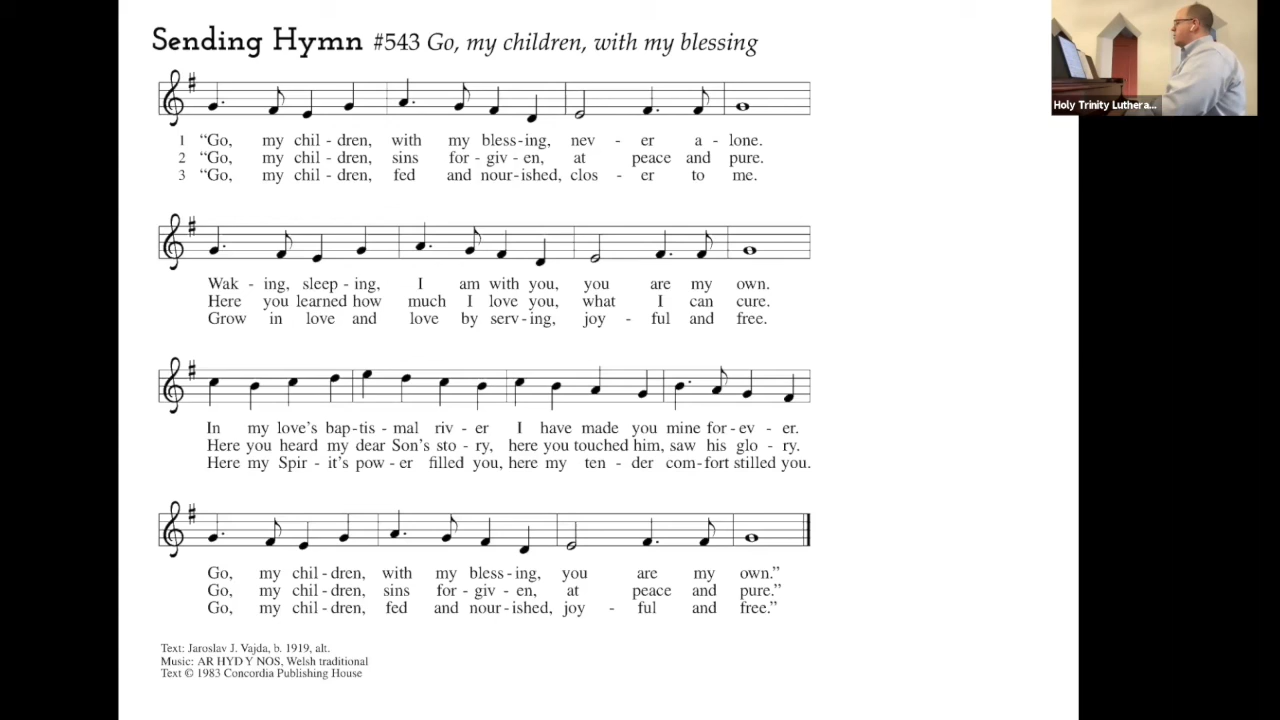 Sending Hymn #543 Go, my children, with my blessing
Holy Trinity Luthera...
1 “Go, my chil - dren, with my bless - ing, nev - er a - lone.
2 “Go, my chil - dren, sins for - giv - en, at peace and pure.
3 “Go, my chil - dren, fed and nour - ished, clos - er to me.
Wak - ing, sleep - ing, I am with you, you are my own.
Here you learned how much I love you, what I can cure.
Grow in love and love by serv - ing, joy - ful and free.
In my love’s bap - tis - mal riv - er I have made you mine for - ev - er.
Here you heard my dear Son’s sto - ry, here you touched him, saw his glo - ry.
Here my Spir - it’s pow - er filled you, here my ten - der com - fort stilled you.
Go, my chil - dren, with my bless - ing, you are my own.”
Go, my chil - dren, sins for - giv - en, at peace and pure.”
Go, my chil - dren, fed and nour - ished, joy - ful and free.”
Text: Jaroslav J. Vajda, b. 1919, alt.
Music: AR HYD Y NOS, Welsh traditional
Text © 1983 Concordia Publishing House